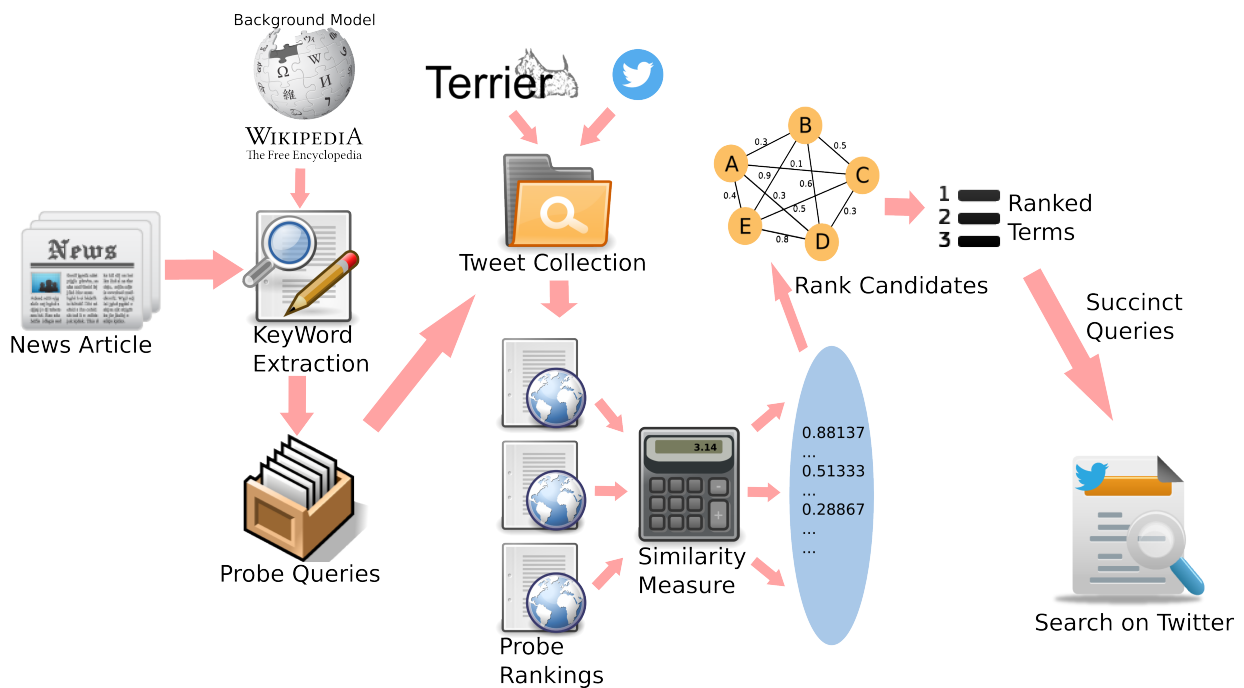 Background Model
Ω W И 維 7
WIKIPEDIA
The Free Encyclopedia
News
News Article
KeyWord
Extraction
Probe Queries
Terrier
Tweet Collection
Probe
Rankings
3.14
-
+
Similarity
Measure
0.88137
...
0.51333
...
0.28867
...
...
A
B
C
D
E
0.3
0.5
0.1
0.9
0.6
0.4
0.3
0.5
0.3
0.8
Rank Candidates
1
2
3
Ranked
Terms
Succinct
Queries
Search on Twitter